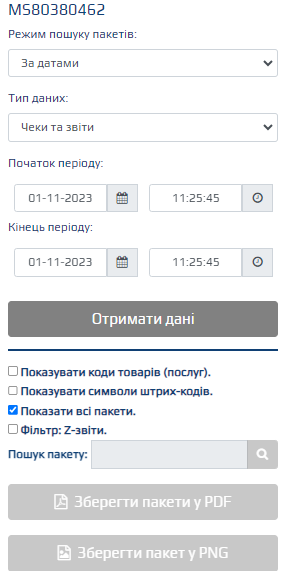 MS80380462
Режим пошуку пакетів:
За датами
Тип даних:
Чеки та звіти
Початок періоду:
01-11-2023 11:25:45
Кінець періоду:
01-11-2023 11:25:45
Отримати дані
Показувати коди товарів (послуг).
Показувати символи штрих-кодів.
Показати всі пакети.
Фільтр: Z-звіти.
Пошук пакету:
Зберегти пакети у PDF
Зберегти пакет у PNG